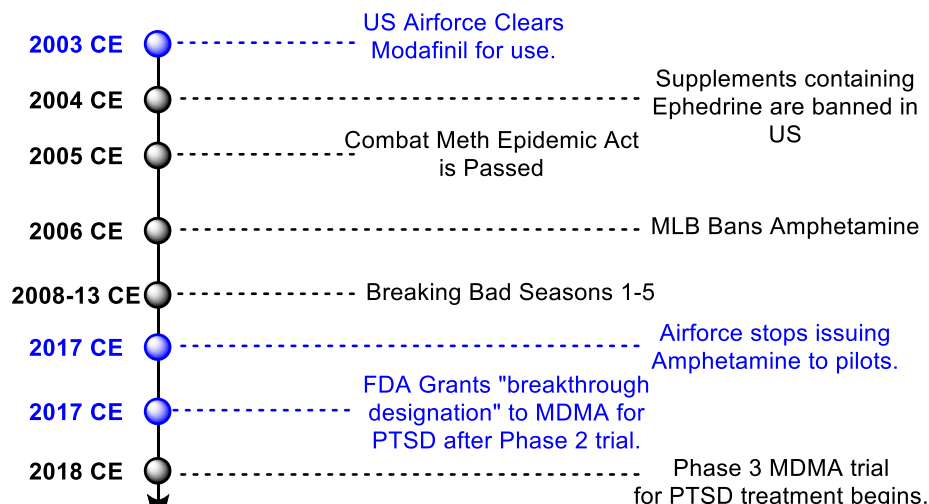 2003 CE
US Airforce Clears
Modafinil for use.
2004 CE
Supplements containing
Ephedrine are banned in
US
2005 CE
Combat Meth Epidemic Act
is Passed
2006 CE
MLB Bans Amphetamine
2008-13 CE
Breaking Bad Seasons 1-5
2017 CE
Airforce stops issuing
Amphetamine to pilots.
2017 CE
FDA Grants "breakthrough
designation" to MDMA for
PTSD after Phase 2 trial.
2018 CE
Phase 3 MDMA trial
for PTSD treatment begins.